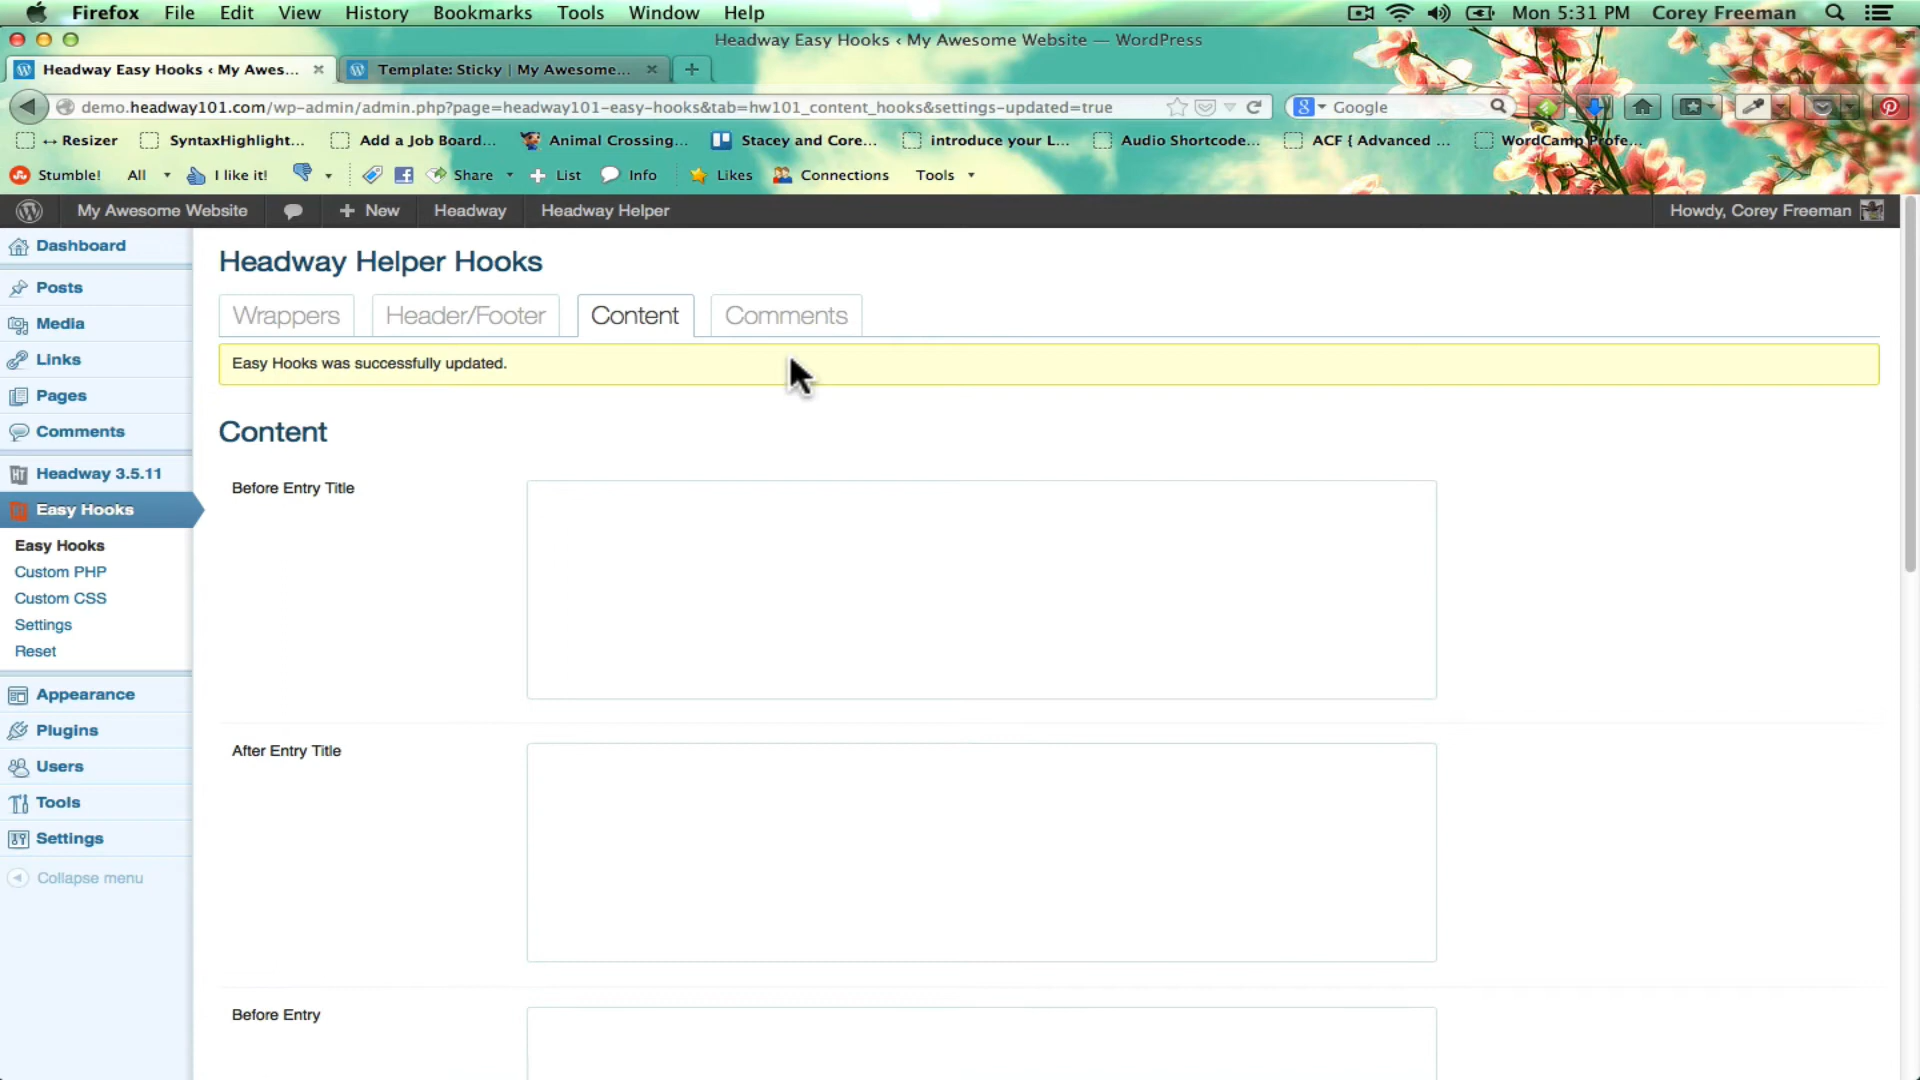 Firefox File Edit View History Bookmarks Tools Window Help Mon 5:31 PM Corey Freeman
Headway Easy Hooks ‹ My Awesome Website — WordPress
Headway Easy Hooks ‹ My Awes... Template: Sticky | My Awesome...
demo.headway101.com/wp-admin/admin.php?page=headway101-easy-hooks&tab=hw101_content_hooks&settings-updated=true Google
↔ Resizer SyntaxHighlight... Add a Job Board... Animal Crossing... Stacey and Core... introduce your L... Audio Shortcode... ACF { Advanced ... WordCamp Profe...
Stumble! All I like it! Share List Info Likes Connections Tools
My Awesome Website + New Headway Headway Helper Howdy, Corey Freeman
Dashboard
Posts
Media
Links
Pages
Comments
Headway 3.5.11
Easy Hooks
Easy Hooks
Custom PHP
Custom CSS
Settings
Reset
Appearance
Plugins
Users
Tools
Settings
Collapse menu
Headway Helper Hooks
Wrappers Header/Footer Content Comments
Easy Hooks was successfully updated.
Content
Before Entry Title
After Entry Title
Before Entry